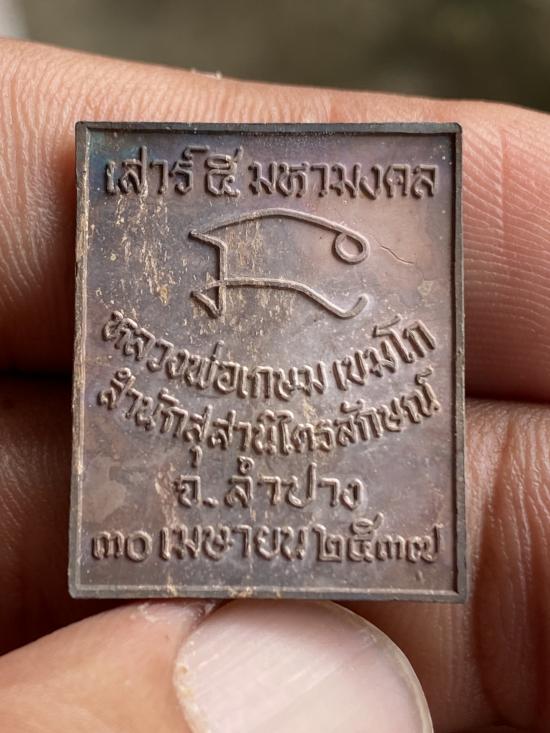 เสาร์ ๕ มหามงคล
หลวงพ่อเกษม เขมโก
สำนักสุสานไตรลักษณ์
จ. ลำปาง
๓๐ เมษายน ๒๕๓๗